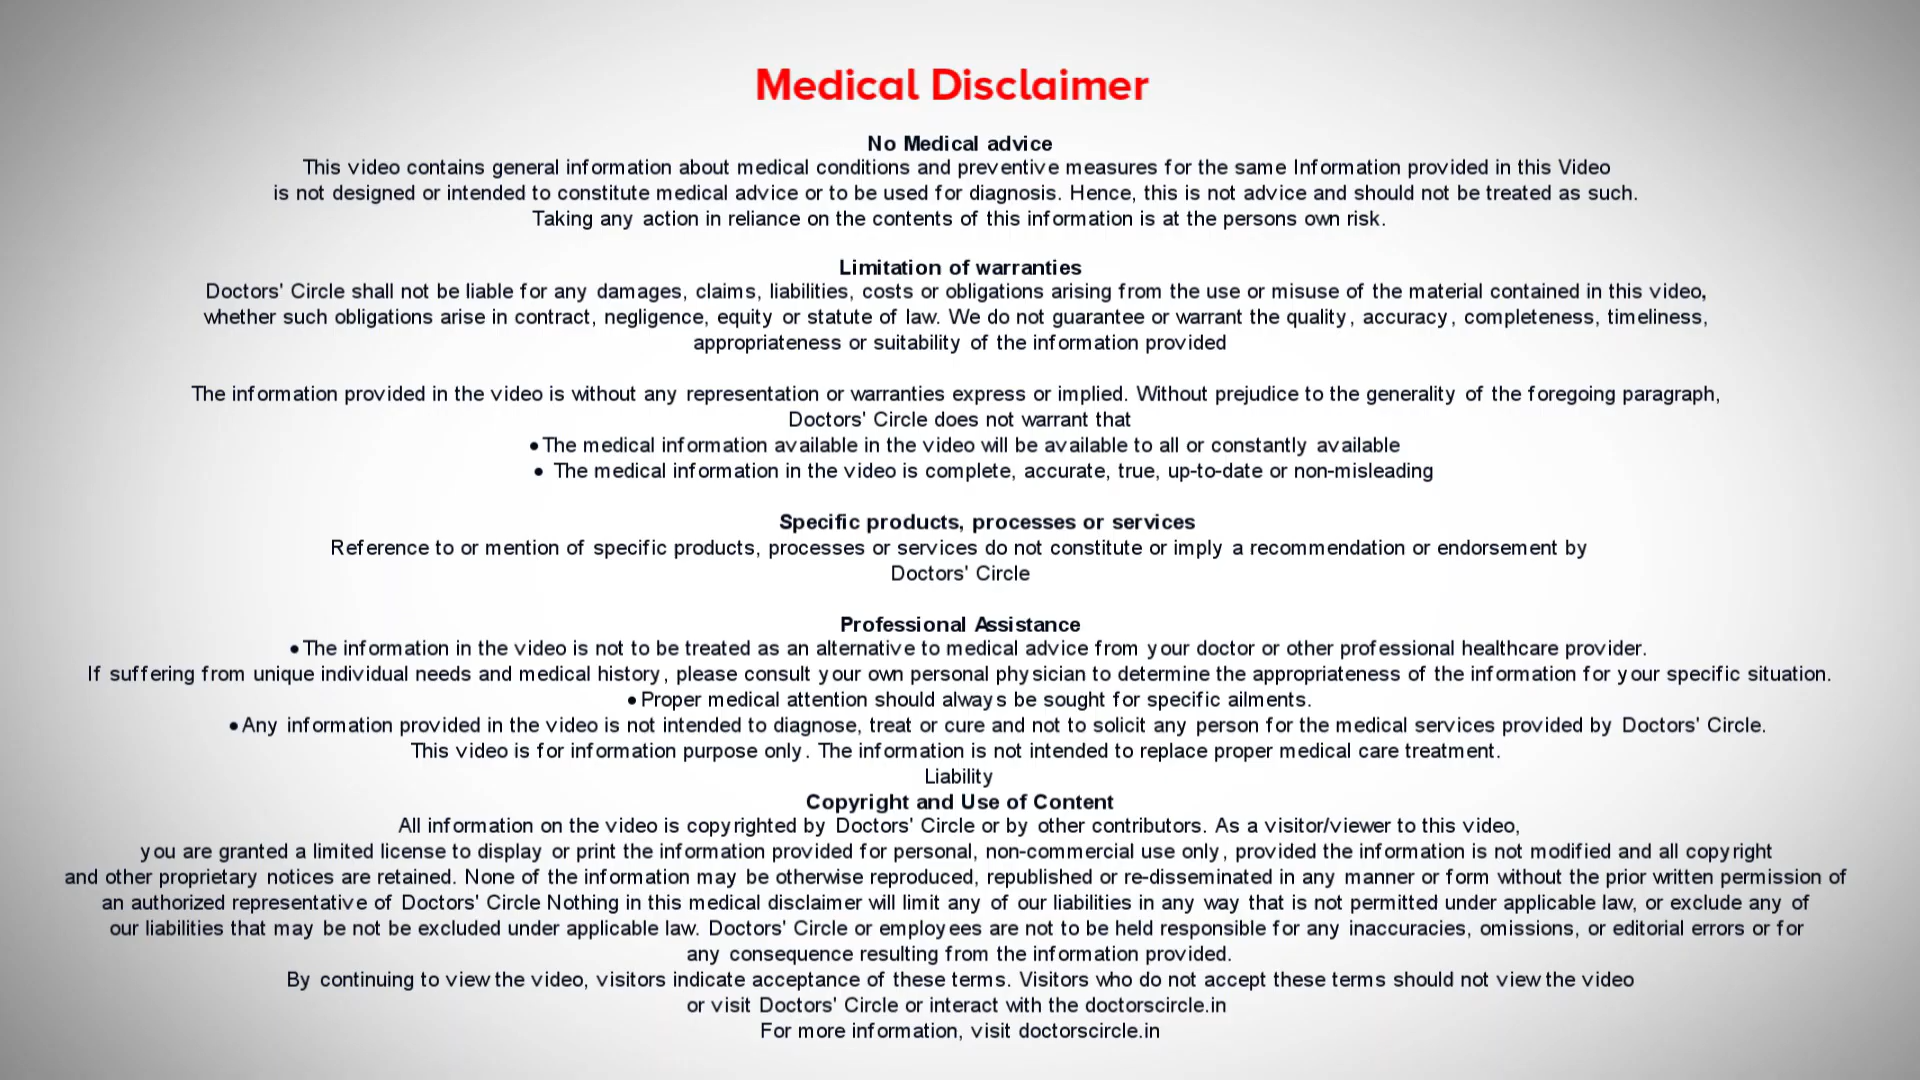 Medical Disclaimer
No Medical advice
This video contains general information about medical conditions and preventive measures for the same Information provided in this Video
is not designed or intended to constitute medical advice or to be used for diagnosis. Hence, this is not advice and should not be treated as such.
Taking any action in reliance on the contents of this information is at the persons own risk.
Limitation of warranties
Doctors' Circle shall not be liable for any damages, claims, liabilities, costs or obligations arising from the use or misuse of the material contained in this video,
whether such obligations arise in contract, negligence, equity or statute of law. We do not guarantee or warrant the quality, accuracy, completeness, timeliness,
appropriateness or suitability of the information provided
The information provided in the video is without any representation or warranties express or implied. Without prejudice to the generality of the foregoing paragraph,
Doctors' Circle does not warrant that
•The medical information available in the video will be available to all or constantly available
• The medical information in the video is complete, accurate, true, up-to-date or non-misleading
Specific products, processes or services
Reference to or mention of specific products, processes or services do not constitute or imply a recommendation or endorsement by
Doctors' Circle
Professional Assistance
•The information in the video is not to be treated as an alternative to medical advice from your doctor or other professional healthcare provider.
If suffering from unique individual needs and medical history, please consult your own personal physician to determine the appropriateness of the information for your specific situation.
•Proper medical attention should always be sought for specific ailments.
•Any information provided in the video is not intended to diagnose, treat or cure and not to solicit any person for the medical services provided by Doctors' Circle.
This video is for information purpose only. The information is not intended to replace proper medical care treatment.
Liability
Copyright and Use of Content
All information on the video is copyrighted by Doctors' Circle or by other contributors. As a visitor/viewer to this video,
you are granted a limited license to display or print the information provided for personal, non-commercial use only, provided the information is not modified and all copyright
and other proprietary notices are retained. None of the information may be otherwise reproduced, republished or re-disseminated in any manner or form without the prior written permission of
an authorized representative of Doctors' Circle Nothing in this medical disclaimer will limit any of our liabilities in any way that is not permitted under applicable law, or exclude any of
our liabilities that may be not be excluded under applicable law. Doctors' Circle or employees are not to be held responsible for any inaccuracies, omissions, or editorial errors or for
any consequence resulting from the information provided.
By continuing to view the video, visitors indicate acceptance of these terms. Visitors who do not accept these terms should not view the video
or visit Doctors' Circle or interact with the doctorscircle.in
For more information, visit doctorscircle.in